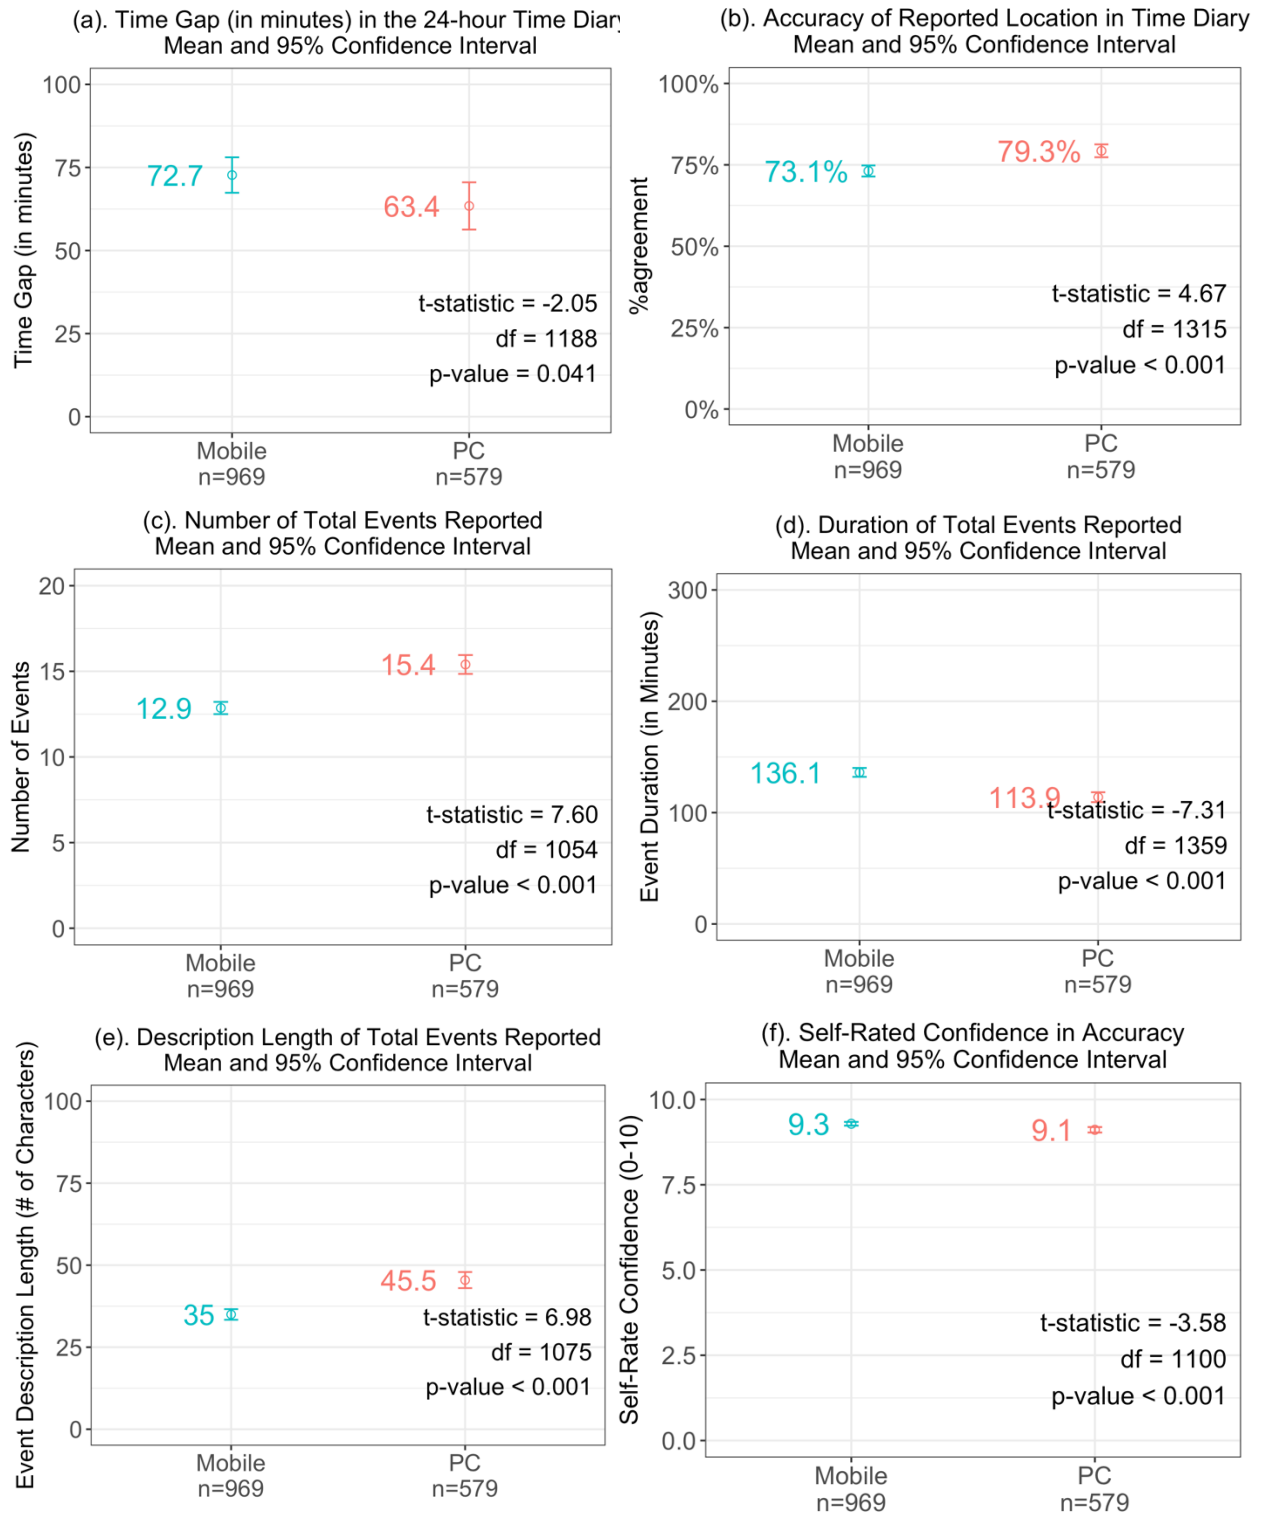 (a). Time Gap (in minutes) in the 24-hour Time Diary
Mean and 95% Confidence Interval
Time Gap (in minutes)
100
75
50
25
0
72.7
63.4
t-statistic = -2.05
df = 1188
p-value = 0.041
Mobile
n=969
PC
n=579
(b). Accuracy of Reported Location in Time Diary
Mean and 95% Confidence Interval
%agreement
100%
75%
50%
25%
0%
73.1%
79.3%
t-statistic = 4.67
df = 1315
p-value < 0.001
Mobile
n=969
PC
n=579
(c). Number of Total Events Reported
Mean and 95% Confidence Interval
Number of Events
20
15
10
5
0
12.9
15.4
t-statistic = 7.60
df = 1054
p-value < 0.001
Mobile
n=969
PC
n=579
(d). Duration of Total Events Reported
Mean and 95% Confidence Interval
Event Duration (in Minutes)
300
200
100
0
136.1
113.9
t-statistic = -7.31
df = 1359
p-value < 0.001
Mobile
n=969
PC
n=579
(e). Description Length of Total Events Reported
Mean and 95% Confidence Interval
Event Description Length (# of Characters)
100
75
50
25
0
35
45.5
t-statistic = 6.98
df = 1075
p-value < 0.001
Mobile
n=969
PC
n=579
(f). Self-Rated Confidence in Accuracy
Mean and 95% Confidence Interval
Self-Rate Confidence (0-10)
10.0
7.5
5.0
2.5
0.0
9.3
9.1
t-statistic = -3.58
df = 1100
p-value < 0.001
Mobile
n=969
PC
n=579